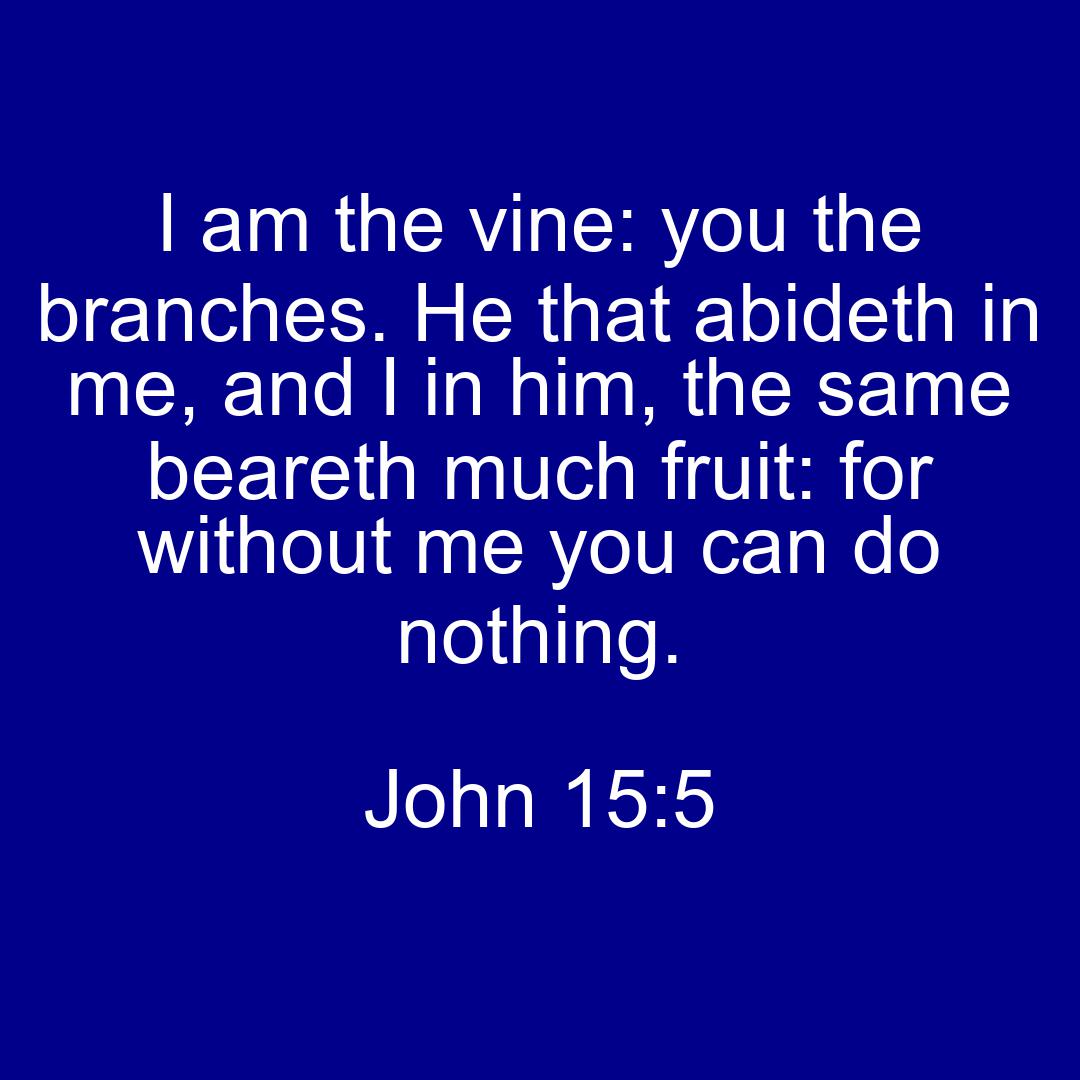 I am the vine: you the
branches. He that abideth in
me, and I in him, the same
beareth much fruit: for
without me you can do
nothing.
John 15:5